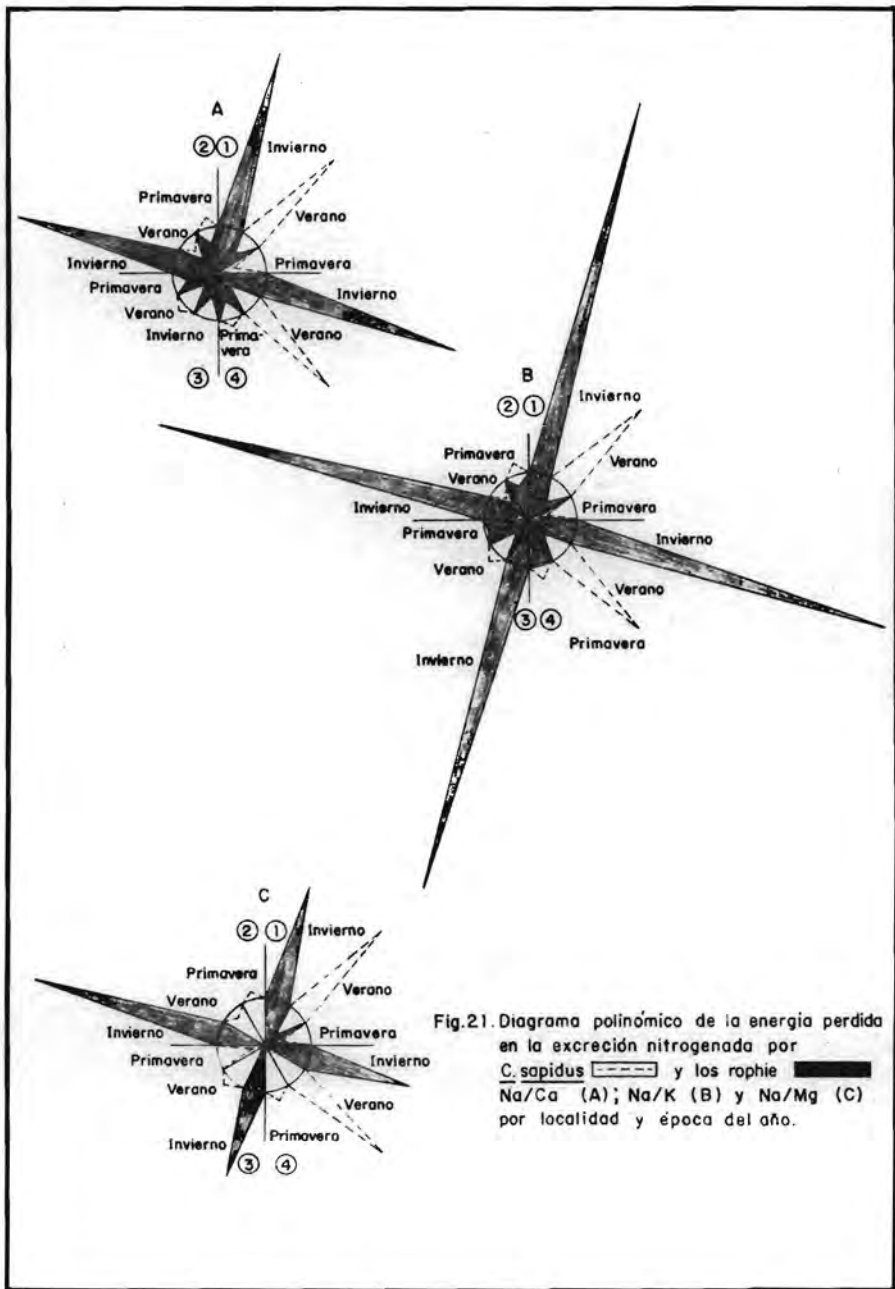 A
② ①
Invierno
Primavera
Verano
Verano
Invierno
Primavera
Primavera
Invierno
Verano
Verano
Invierno
Prima-
vera
③ ④
B
② ①
Invierno
Primavera
Verano
Verano
Invierno
Primavera
Primavera
Invierno
Verano
Verano
③ ④
Primavera
Invierno
C
② ①
Invierno
Primavera
Verano
Verano
Invierno
Primavera
Primavera
Invierno
Verano
Verano
Invierno
Primavera
③ ④
Fig.21. Diagrama polinómico de la energia perdida
en la excreción nitrogenada por
C. sapidus y los rophie
Na/Ca (A); Na/K (B) y Na/Mg (C)
por localidad y época del año.